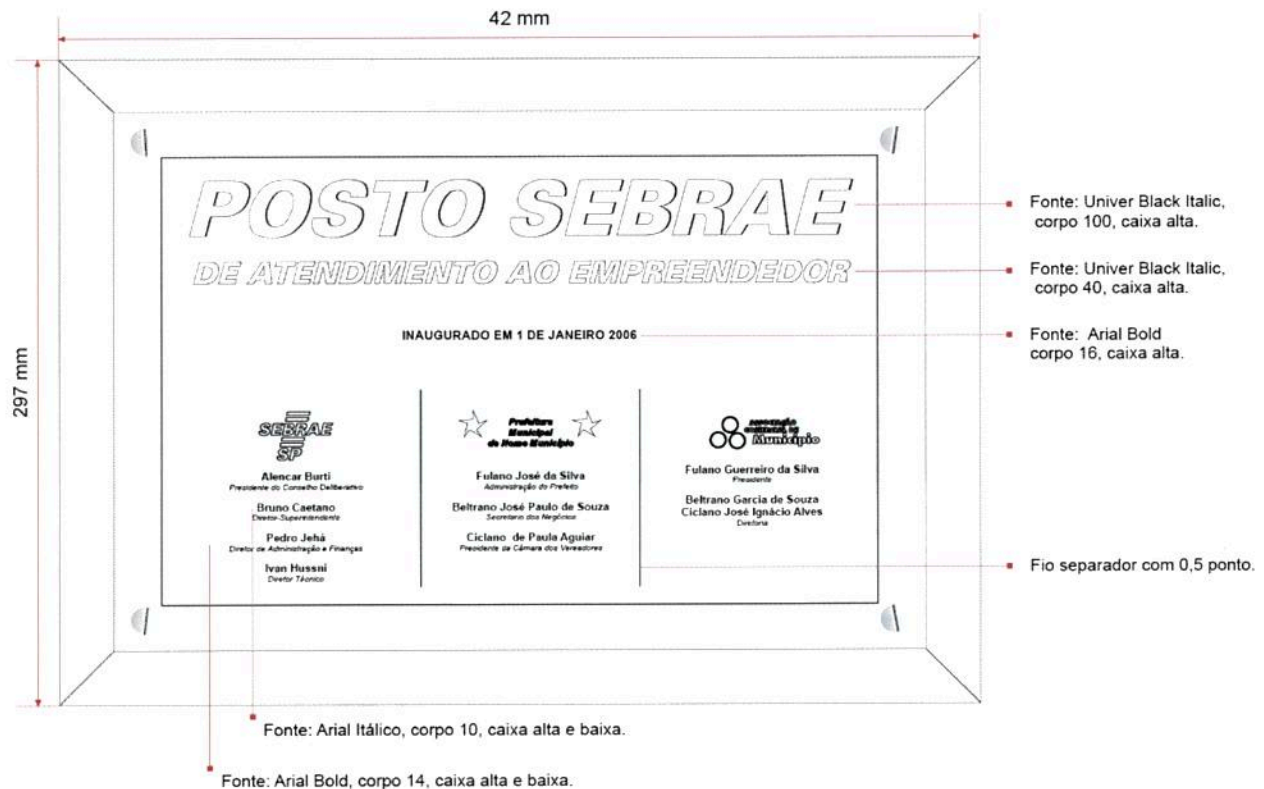 42 mm
297 mm
POSTO SEBRAE
DE ATENDIMENTO AO EMPREENDEDOR
INAUGURADO EM 1 DE JANEIRO 2006
SEBRAE
SP
Alencar Burti
Presidente do Conselho Deliberativo
Bruno Caetano
Diretor-Superintendente
Pedro Jehá
Diretor de Administração e Finanças
Ivan Hussni
Diretor Técnico
Prefeitura
Municipal
do Nome Município
Fulano José da Silva
Administração do Prefeito
Beltrano José Paulo de Souza
Secretario dos Negócios
Ciclano de Paula Aguiar
Presidente da Câmara dos Vereadores
ASSOCIAÇÃO
COMERCIAL DE
Município
Fulano Guerreiro da Silva
Presidente
Beltrano Garcia de Souza
Ciclano José Ignácio Alves
Diretoria
Fonte: Univer Black Italic,
corpo 100, caixa alta.
Fonte: Univer Black Italic,
corpo 40, caixa alta.
Fonte: Arial Bold
corpo 16, caixa alta.
Fio separador com 0,5 ponto.
Fonte: Arial Itálico, corpo 10, caixa alta e baixa.
Fonte: Arial Bold, corpo 14, caixa alta e baixa.